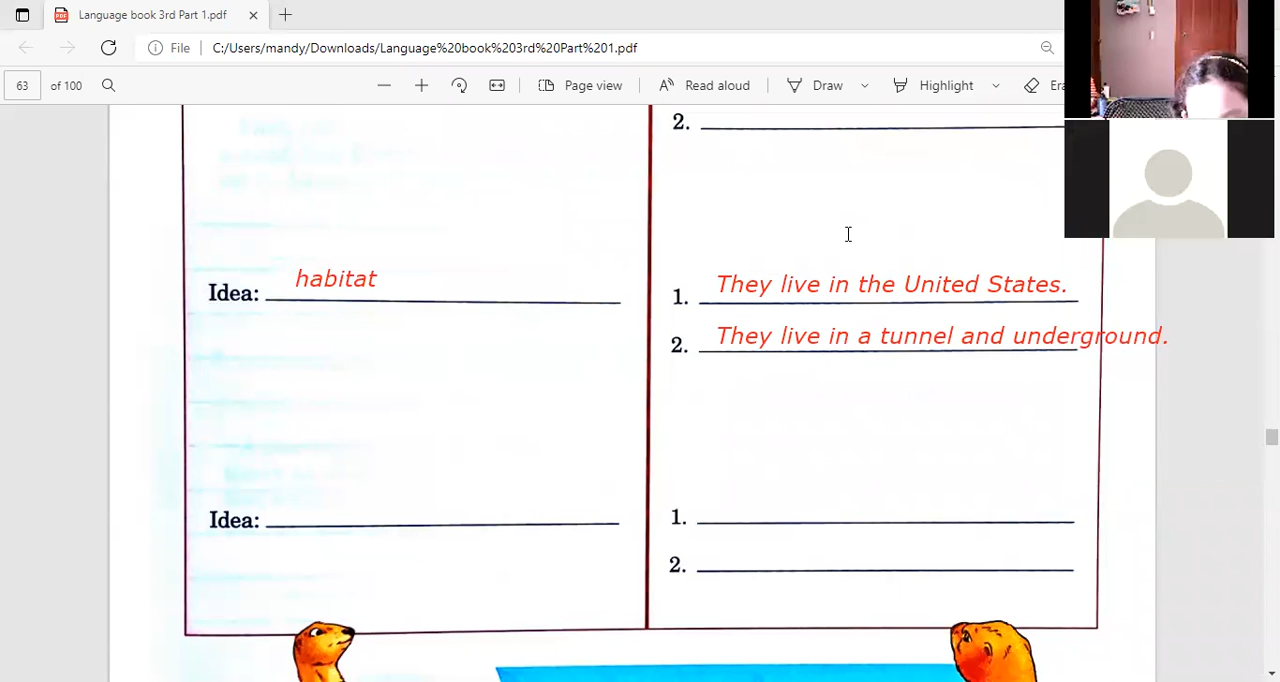 Language book 3rd Part 1.pdf
File C:/Users/mandy/Downloads/Language%20book%203rd%20Part%201.pdf
63 of 100 Page view Read aloud Draw Highlight Era
2.
Idea: habitat
1. They live in the United States.
2. They live in a tunnel and underground.
Idea:
1.
2.